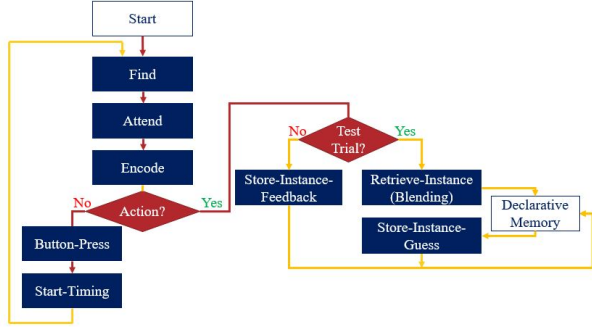 Start
Find
Attend
Encode
No
Action?
Yes
Button-Press
Start-Timing
No
Test
Trial?
Yes
Store-Instance-
Feedback
Retrieve-Instance
(Blending)
Declarative
Memory
Store-Instance-
Guess